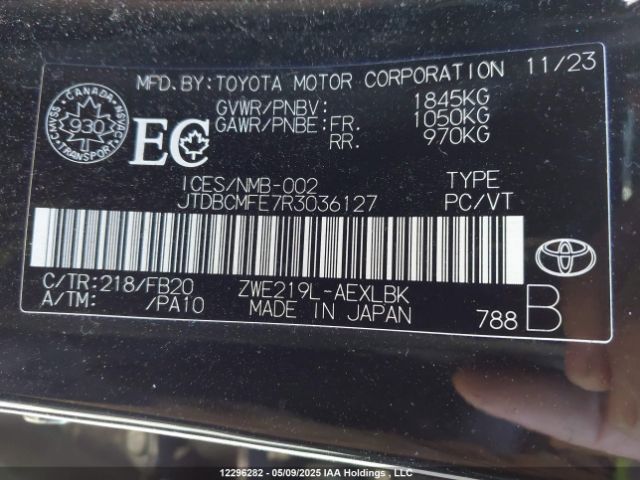 MFD.BY:TOYOTA MOTOR CORPORATION 11/23
GVWR/PNBV: 1845KG
GAWR/PNBE:FR. 1050KG
RR. 970KG
CANADA
930
TRANSPORT
EC
ICES/NMB-002 TYPE
JTDBCMFE7R3036127 PC/VT
C/TR:218/FB20 ZWE219L-AEXLBK
A/TM: /PA10 MADE IN JAPAN 788 B
12296282 - 05/09/2025 IAA Holdings , LLC